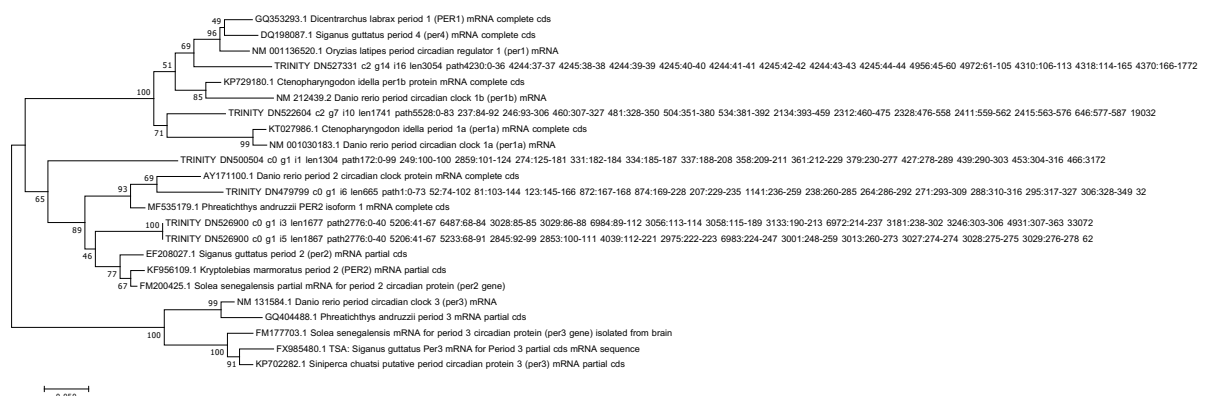 49
GQ353293.1 Dicentrarchus labrax period 1 (PER1) mRNA complete cds
96
DQ198087.1 Siganus guttatus period 4 (per4) mRNA complete cds
69
NM 001136520.1 Oryzias latipes period circadian regulator 1 (per1) mRNA
51
TRINITY DN527331 c2 g14 i16 len3054 path4230:0-36 4244:37-37 4245:38-38 4244:39-39 4245:40-40 4244:41-41 4245:42-42 4244:43-43 4245:44-44 4956:45-60 4972:61-105 4310:106-113 4318:114-165 4370:166-1772
KP729180.1 Ctenopharyngodon idella per1b protein mRNA complete cds
100
85
NM 212439.2 Danio rerio period circadian clock 1b (per1b) mRNA
TRINITY DN522604 c2 g7 i10 len1741 path5528:0-83 237:84-92 246:93-306 460:307-327 481:328-350 504:351-380 534:381-392 2134:393-459 2312:460-475 2328:476-558 2411:559-562 2415:563-576 646:577-587 19032
71
KT027986.1 Ctenopharyngodon idella period 1a (per1a) mRNA complete cds
99
NM 001030183.1 Danio rerio period circadian clock 1a (per1a) mRNA
TRINITY DN500504 c0 g1 i1 len1304 path172:0-99 249:100-100 2859:101-124 274:125-181 331:182-184 334:185-187 337:188-208 358:209-211 361:212-229 379:230-277 427:278-289 439:290-303 453:304-316 466:3172
65
69
AY171100.1 Danio rerio period 2 circadian clock protein mRNA complete cds
93
TRINITY DN479799 c0 g1 i6 len665 path1:0-73 52:74-102 81:103-144 123:145-166 872:167-168 874:169-228 207:229-235 1141:236-259 238:260-285 264:286-292 271:293-309 288:310-316 295:317-327 306:328-349 32
MF535179.1 Phreatichthys andruzzii PER2 isoform 1 mRNA complete cds
89
100
TRINITY DN526900 c0 g1 i3 len1677 path2776:0-40 5206:41-67 6487:68-84 3028:85-85 3029:86-88 6984:89-112 3056:113-114 3058:115-189 3133:190-213 6972:214-237 3181:238-302 3246:303-306 4931:307-363 33072
TRINITY DN526900 c0 g1 i5 len1867 path2776:0-40 5206:41-67 5233:68-91 2845:92-99 2853:100-111 4039:112-221 2975:222-223 6983:224-247 3001:248-259 3013:260-273 3027:274-274 3028:275-275 3029:276-278 62
46
EF208027.1 Siganus guttatus period 2 (per2) mRNA partial cds
77
KF956109.1 Kryptolebias marmoratus period 2 (PER2) mRNA partial cds
67
FM200425.1 Solea senegalensis partial mRNA for period 2 circadian protein (per2 gene)
99
NM 131584.1 Danio rerio period circadian clock 3 (per3) mRNA
GQ404488.1 Phreatichthys andruzzii period 3 mRNA partial cds
100
FM177703.1 Solea senegalensis mRNA for period 3 circadian protein (per3 gene) isolated from brain
100
FX985480.1 TSA: Siganus guttatus Per3 mRNA for Period 3 partial cds mRNA sequence
91
KP702282.1 Siniperca chuatsi putative period circadian protein 3 (per3) mRNA partial cds